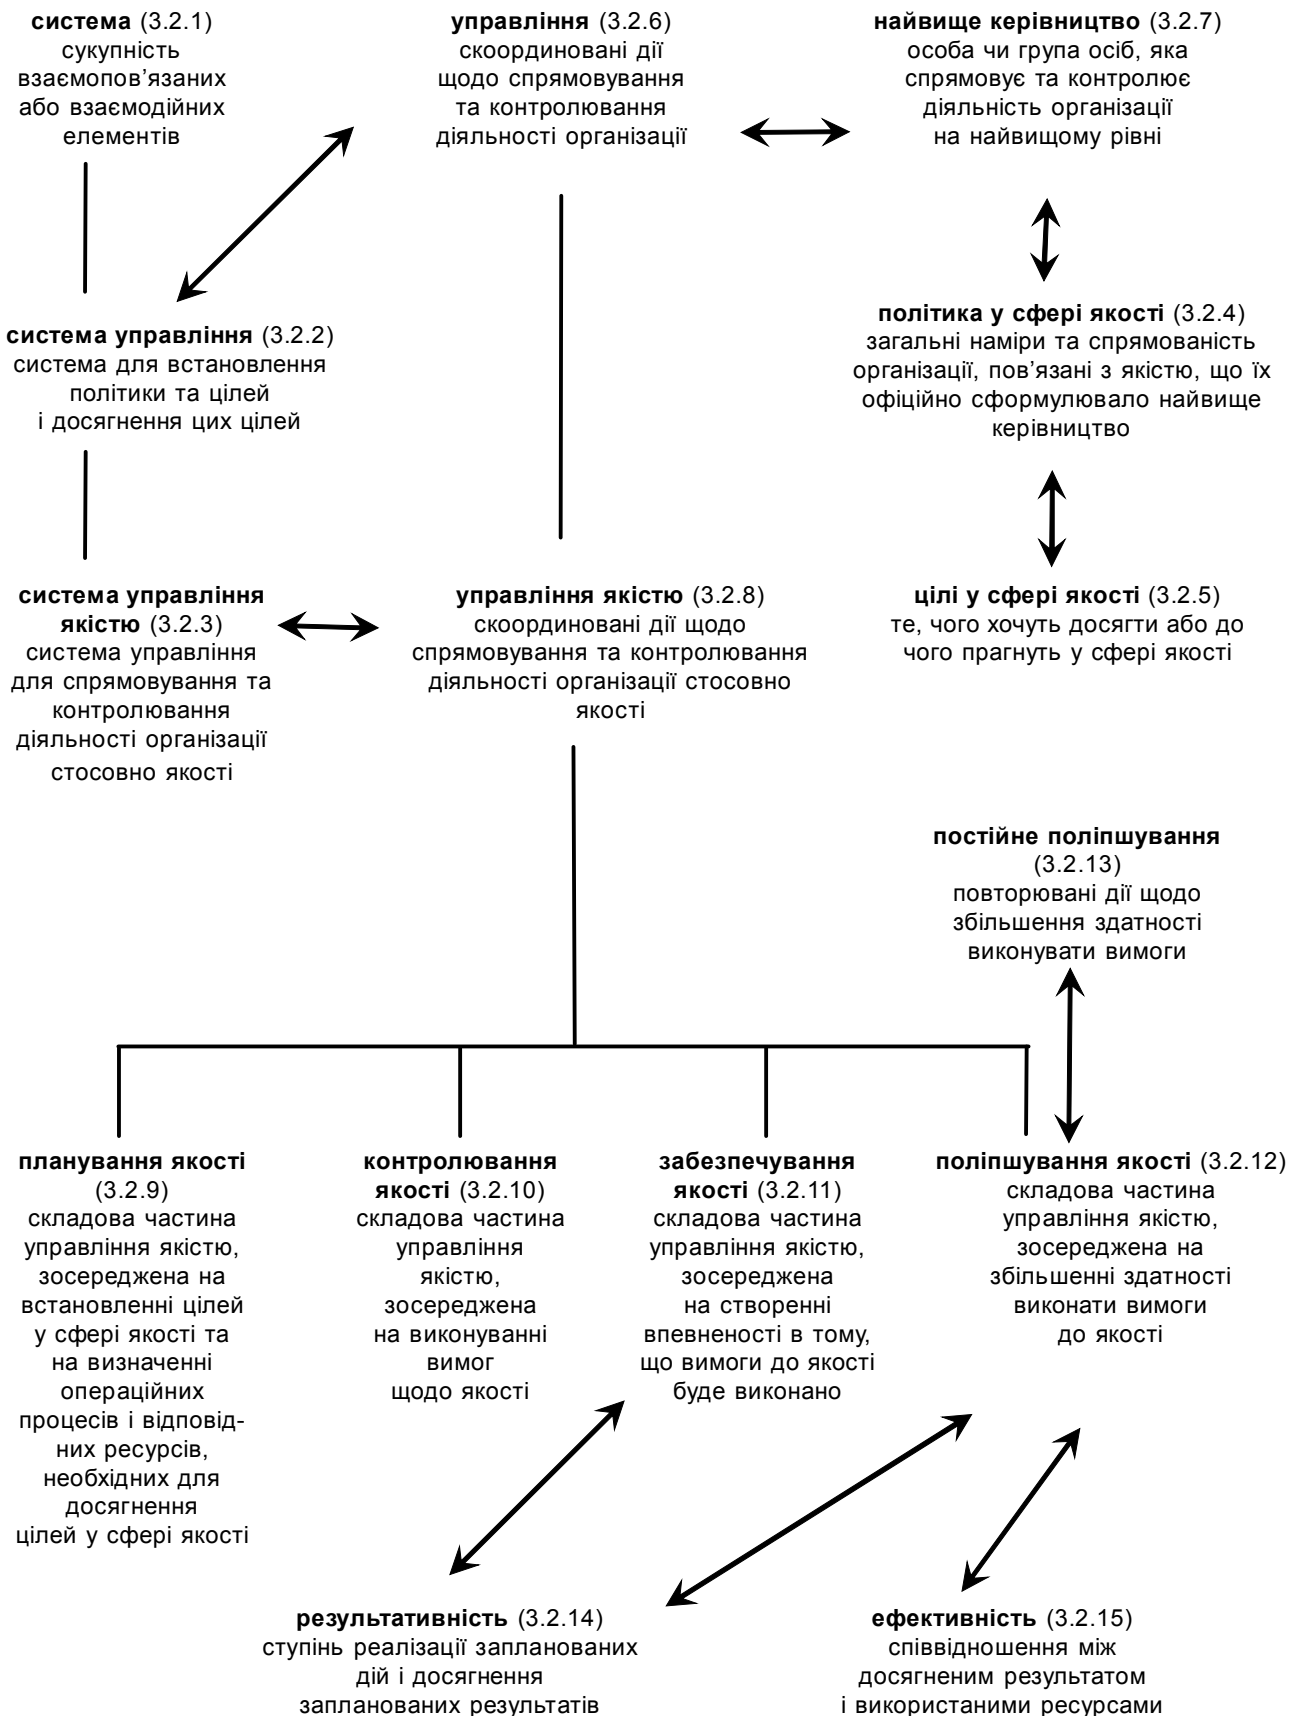 система (3.2.1)
сукупність
взаємопов’язаних
або взаємодійних
елементів
управління (3.2.6)
скоординовані дії
щодо спрямовування
та контролювання
діяльності організації
найвище керівництво (3.2.7)
особа чи група осіб, яка
спрямовує та контролює
діяльність організації
на найвищому рівні
система управління (3.2.2)
система для встановлення
політики та цілей
і досягнення цих цілей
політика у сфері якості (3.2.4)
загальні наміри та спрямованість
організації, пов’язані з якістю, що їх
офіційно сформулювало найвище
керівництво
система управління
якістю (3.2.3)
система управління
для спрямовування та
контролювання
діяльності організації
стосовно якості
управління якістю (3.2.8)
скоординовані дії щодо
спрямовування та контролювання
діяльності організації стосовно
якості
цілі у сфері якості (3.2.5)
те, чого хочуть досягти або до
чого прагнуть у сфері якості
постійне поліпшування
(3.2.13)
повторювані дії щодо
збільшення здатності
виконувати вимоги
планування якості
(3.2.9)
складова частина
управління якістю,
зосереджена на
встановленні цілей
у сфері якості та
на визначенні
операційних
процесів і відповід-
них ресурсів,
необхідних для
досягнення
цілей у сфері якості
контролювання
якості (3.2.10)
складова частина
управління
якістю,
зосереджена
на виконуванні
вимог
щодо якості
забезпечування
якості (3.2.11)
складова частина
управління якістю,
зосереджена
на створенні
впевненості в тому,
що вимоги до якості
буде виконано
поліпшування якості (3.2.12)
складова частина
управління якістю,
зосереджена на
збільшенні здатності
виконати вимоги
до якості
результативність (3.2.14)
ступінь реалізації запланованих
дій і досягнення
запланованих результатів
ефективність (3.2.15)
співвідношення між
досягненим результатом
і використаними ресурсами